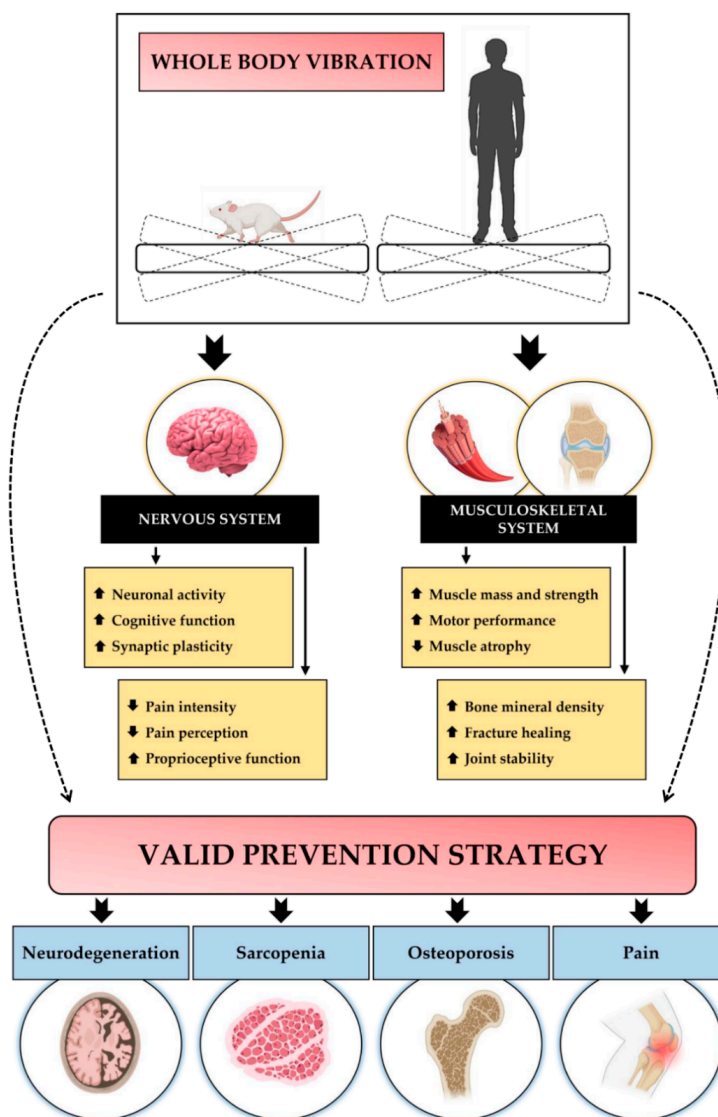 WHOLE BODY VIBRATION
NERVOUS SYSTEM
MUSCULOSKELETAL
SYSTEM
Neuronal activity
Cognitive function
Synaptic plasticity
Muscle mass and strength
Motor performance
Muscle atrophy
Pain intensity
Pain perception
Proprioceptive function
Bone mineral density
Fracture healing
Joint stability
VALID PREVENTION STRATEGY
Neurodegeneration
Sarcopenia
Osteoporosis
Pain